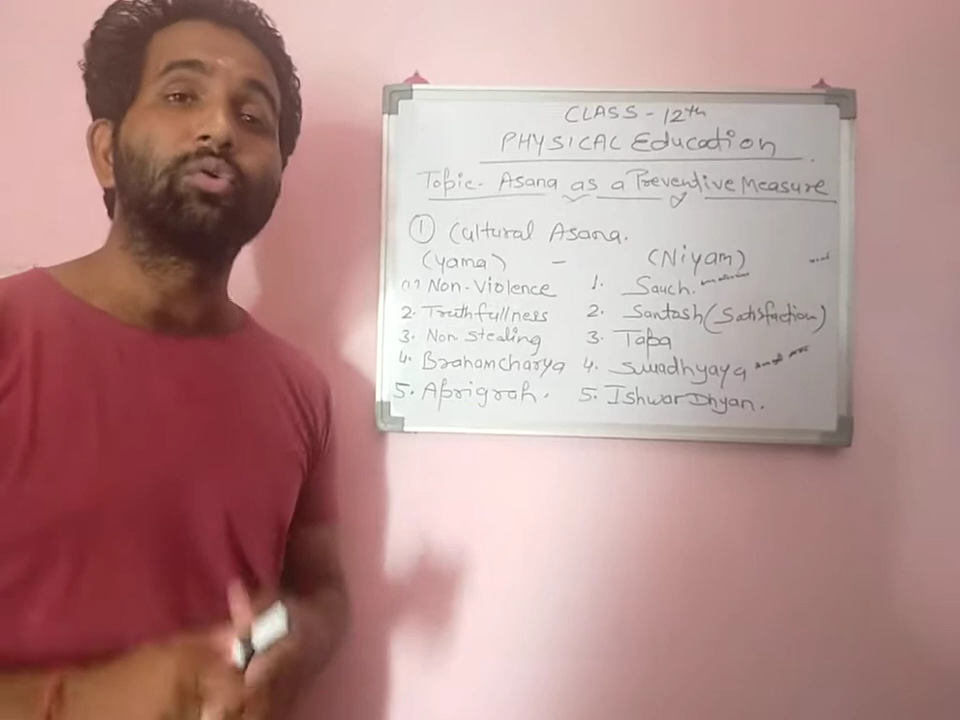 CLASS - 12th
PHYSICAL Education
Topic - Asana as a Preventive Measure
① Cultural Asana.
(Yama) - (Niyam)
(1) Non-Violence 1. Sauch.
2. Truthfullness 2. Santosh (Satisfaction)
3. Non Stealing 3. Tapa
4. Brahamcharya 4. Swadhyaya
5. Aprigrah. 5. Ishwar Dhyan.